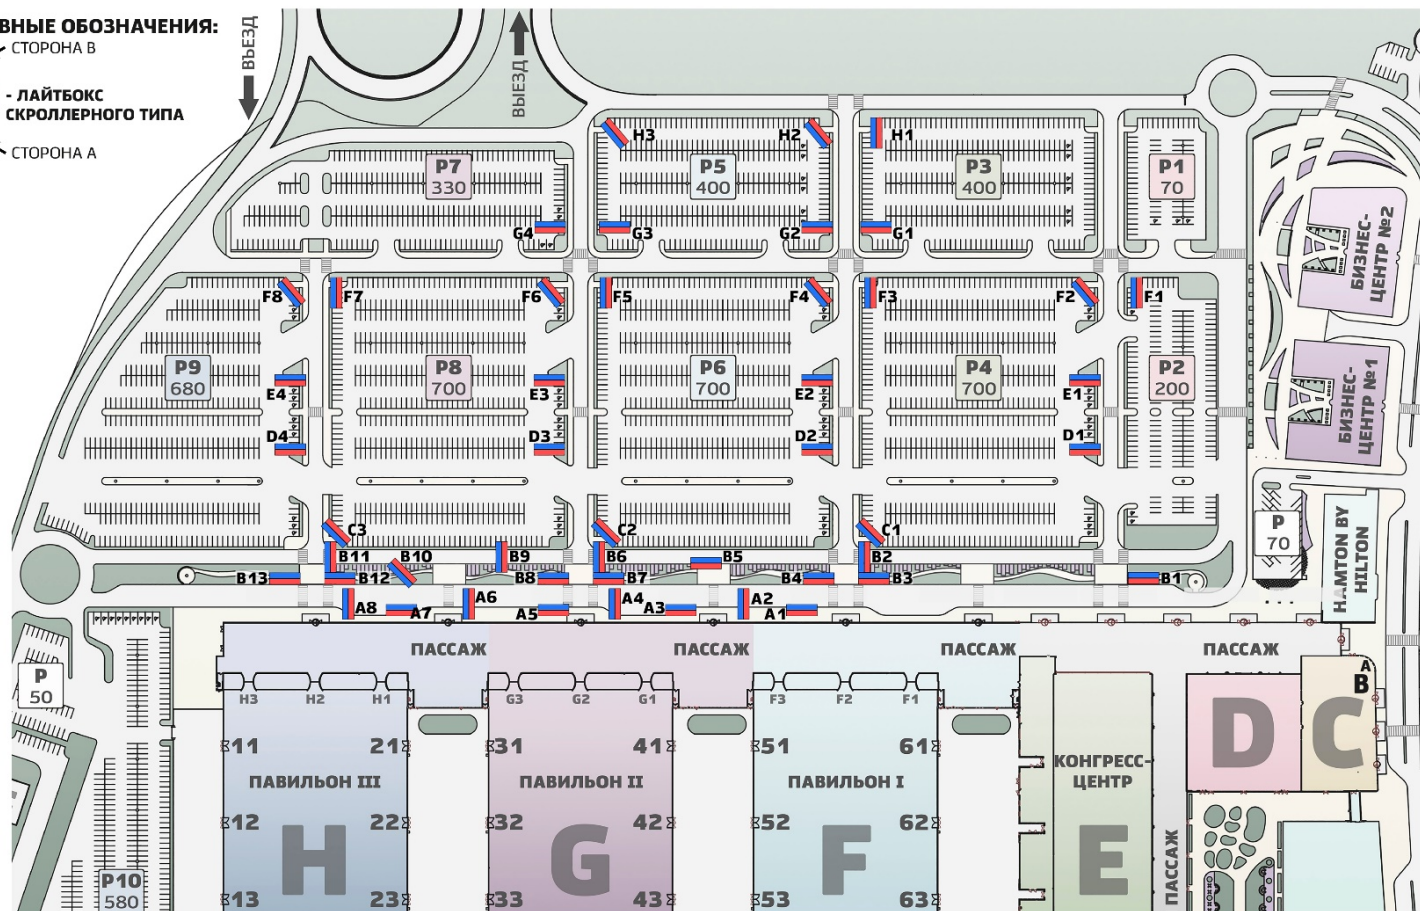 ВНЫЕ ОБОЗНАЧЕНИЯ:
СТОРОНА В
- ЛАЙТБОКС
СКРОЛЛЕРНОГО ТИПА
СТОРОНА А
ВЪЕЗД
ВЫЕЗД
H3
H2
H1
P7
330
P5
400
P3
400
P1
70
G4
G3
G2
G1
БИЗНЕС-
ЦЕНТР №2
F8
F7
F6
F5
F4
F3
F2
F1
P9
680
P8
700
P6
700
P4
700
P2
200
E4
E3
E2
E1
БИЗНЕС-
ЦЕНТР №1
D4
D3
D2
D1
C3
C2
C1
P
70
HAMTON BY
HILTON
B11
B10
B9
B6
B5
B2
B13
B12
B8
B7
B4
B3
B1
A8
A7
A6
A5
A4
A3
A2
A1
ПАССАЖ
ПАССАЖ
ПАССАЖ
ПАССАЖ
P
50
A
B
H3
H2
H1
G3
G2
G1
F3
F2
F1
D
C
11
21
31
41
51
61
ПАВИЛЬОН III
ПАВИЛЬОН II
ПАВИЛЬОН I
КОНГРЕСС-
ЦЕНТР
12
22
32
42
52
62
H
G
F
E
ПАССАЖ
P10
580
13
23
33
43
53
63